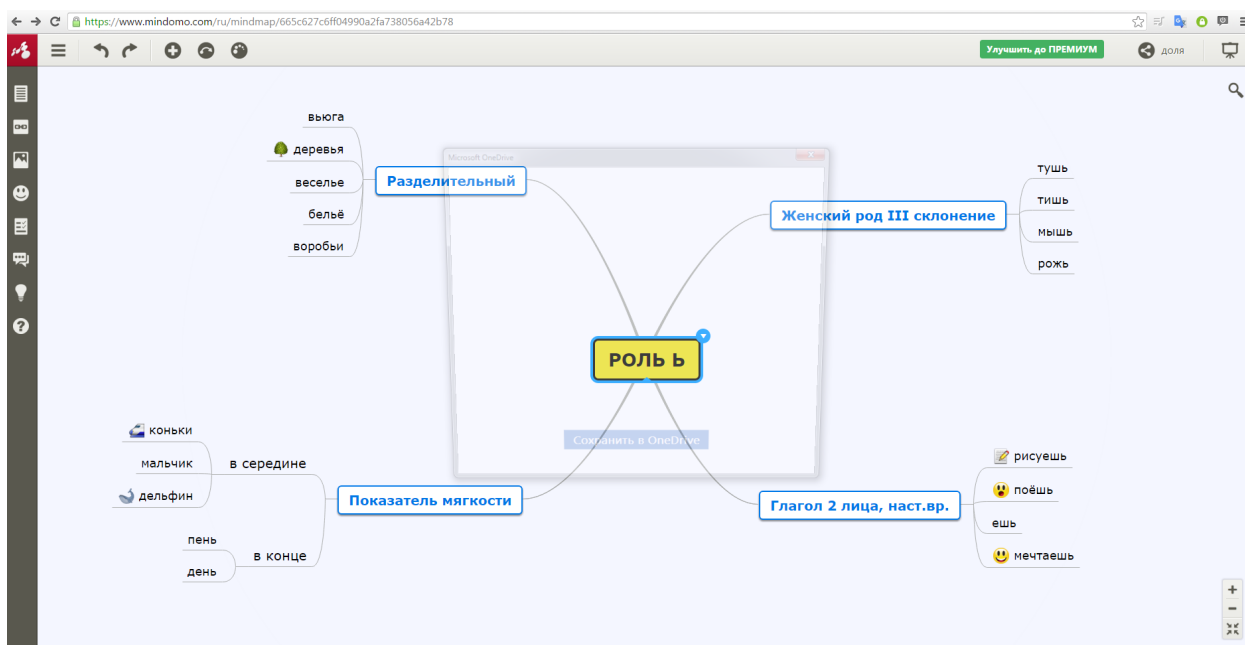 https://www.mindomo.com/ru/mindmap/665c627c6ff04990a2fa738056a42b78
Улучшить до ПРЕМИУМ
доля
вьюга
деревья
веселье
бельё
воробьи
Разделительный
Microsoft OneDrive
Женский род III склонение
тушь
тишь
мышь
рожь
РОЛЬ Ь
Сохранить в OneDrive
коньки
мальчик
дельфин
в середине
пень
день
в конце
Показатель мягкости
Глагол 2 лица, наст.вр.
рисуешь
поёшь
ешь
мечтаешь